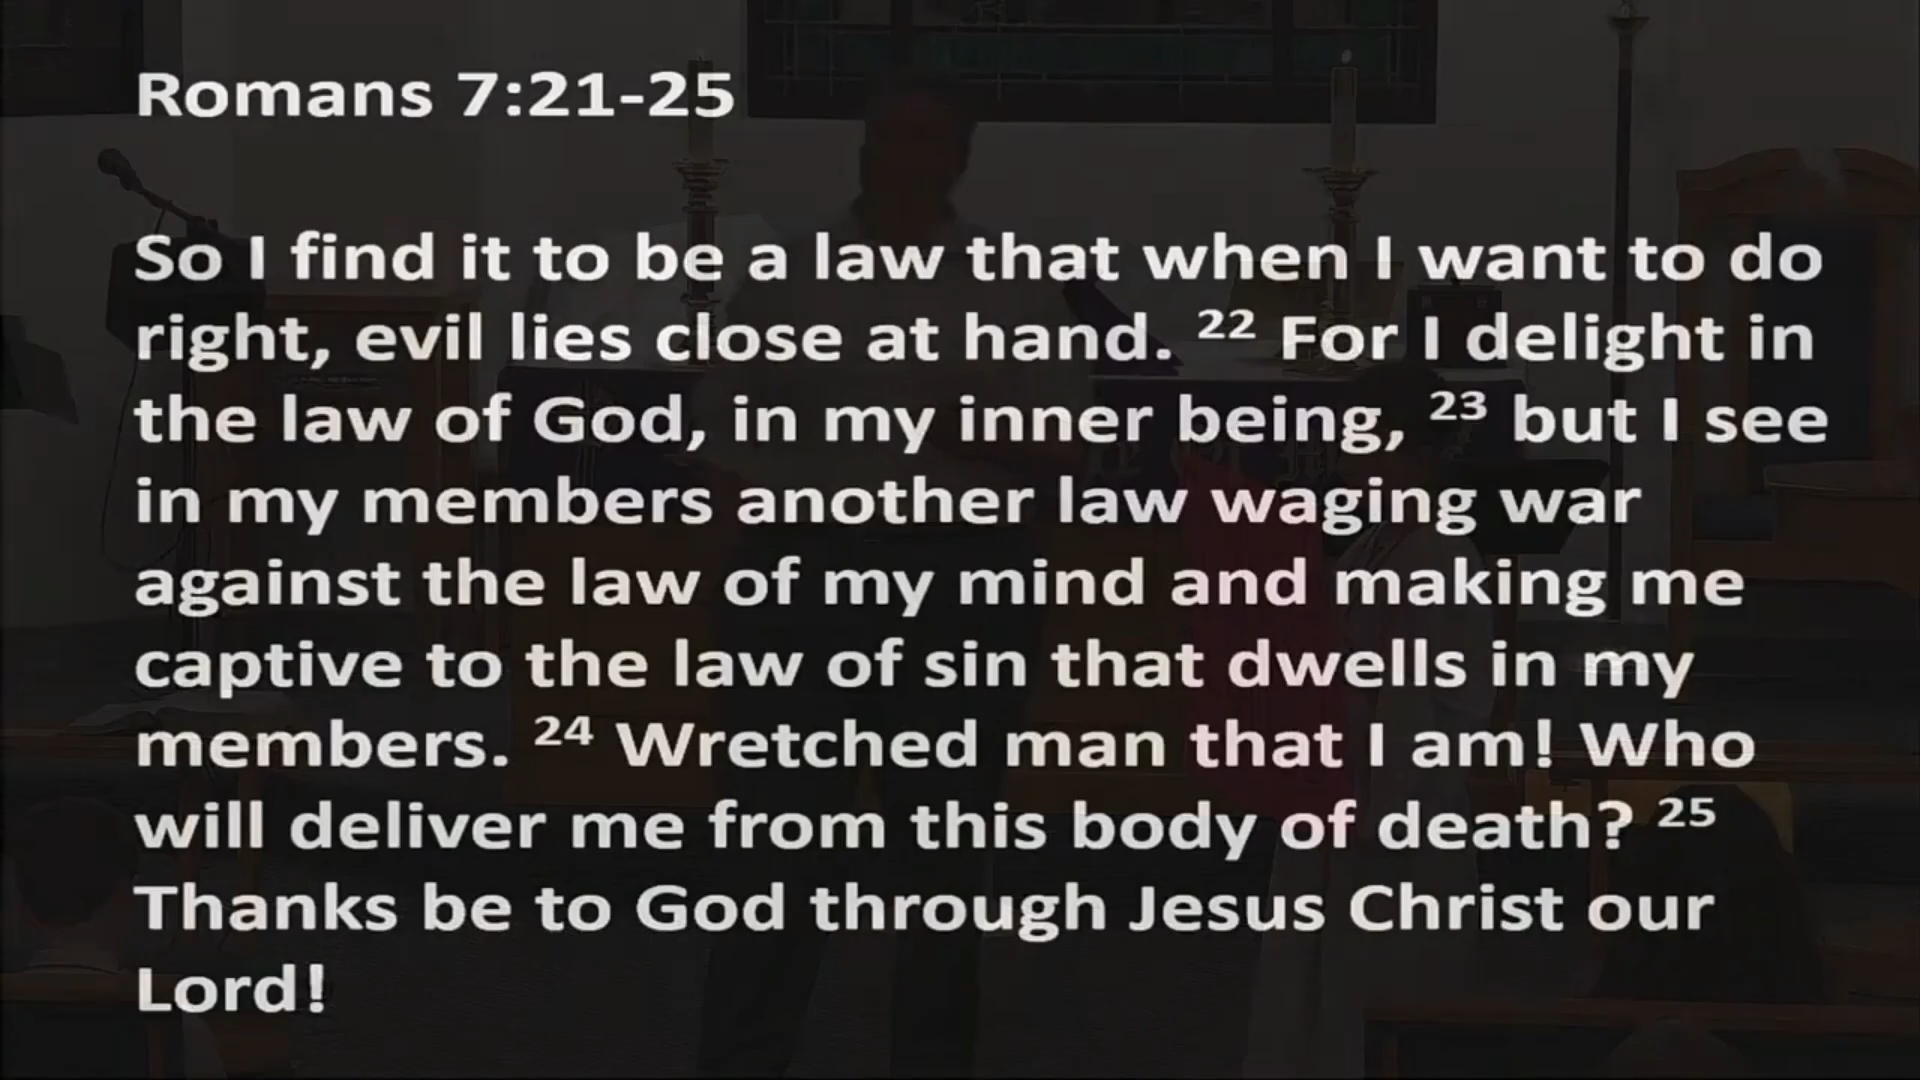 Romans 7:21-25
So I find it to be a law that when I want to do
right, evil lies close at hand. 22 For I delight in
the law of God, in my inner being, 23 but I see
in my members another law waging war
against the law of my mind and making me
captive to the law of sin that dwells in my
members. 24 Wretched man that I am! Who
will deliver me from this body of death? 25
Thanks be to God through Jesus Christ our
Lord!